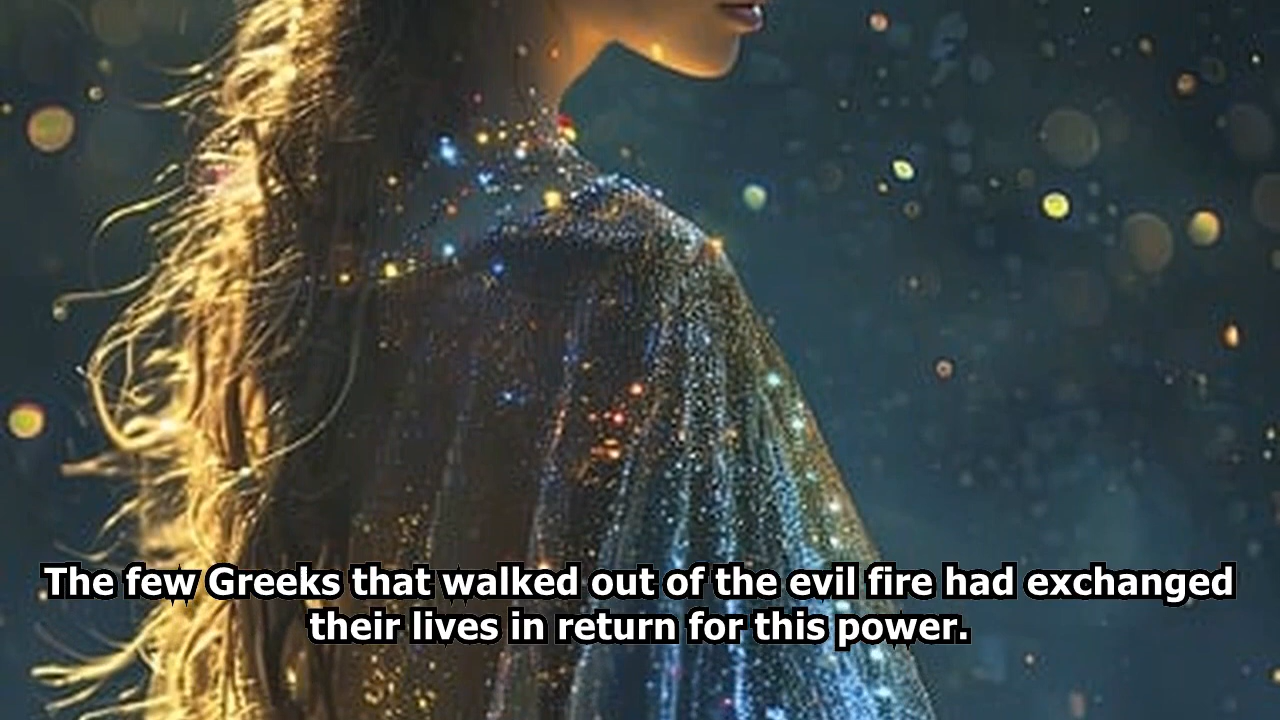 The few Greeks that walked out of the evil fire had exchanged
their lives in return for this power.